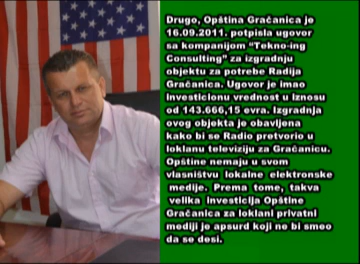 Drugo, Opština Gračanica je
16.09.2011. potpisla ugovor
sa kompanijom "Tekno-ing
Consulting" za izgradnju
objektu za potrebe Radija
Gračanica. Ugovor je imao
investicionu vrednost u iznosu
od 143.666,15 evra. Izgradnja
ovog objekta je obavljena
kako bi se Radio pretvorio u
loklanu televiziju za Gračanicu.
Opštine nemaju u svom
vlasništvu lokalne elektronske
medije. Prema tome, takva
velika investicija Opštine
Gračanica za loklani privatni
mediji je apsurd koji ne bi smeo
da se desi.